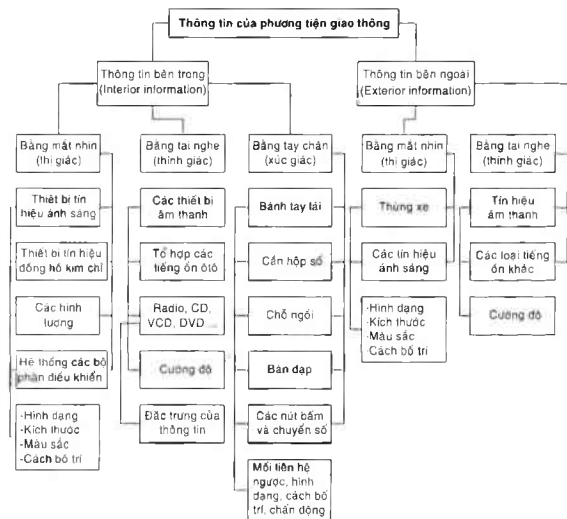 Thông tin của phương tiện giao thông
Thông tin bên trong
(Interior information)
Thông tin bên ngoài
(Exterior information)
Bằng mắt nhìn
(thị giác)
Bằng tai nghe
(thính giác)
Bằng tay chân
(xúc giác)
Bằng mắt nhìn
(thị giác)
Bằng tai nghe
(thính giác)
Thiết bị tín
hiệu ánh sáng
Các thiết bị
âm thanh
Bánh tay lái
Thùng xe
Tín hiệu
âm thanh
Thiết bị tín hiệu
đồng hồ kim chỉ
Tổ hợp các
tiếng ồn ôtô
Cần hộp số
Các tín hiệu
ánh sáng
Các loại tiếng
ồn khác
Các hình
tượng
Radio, CD,
VCD, DVD
Chỗ ngồi
-Hình dạng
-Kích thước
-Màu sắc
-Cách bố trí
Cường độ
Hệ thống các bộ
phận điều khiển
Cường độ
Bàn đạp
-Hình dạng
-Kích thước
-Màu sắc
-Cách bố trí
Đặc trưng của
thông tin
Các nút bấm
và chuyển số
Mối liên hệ
ngược, hình
dạng, cách bố
trí, chấn động